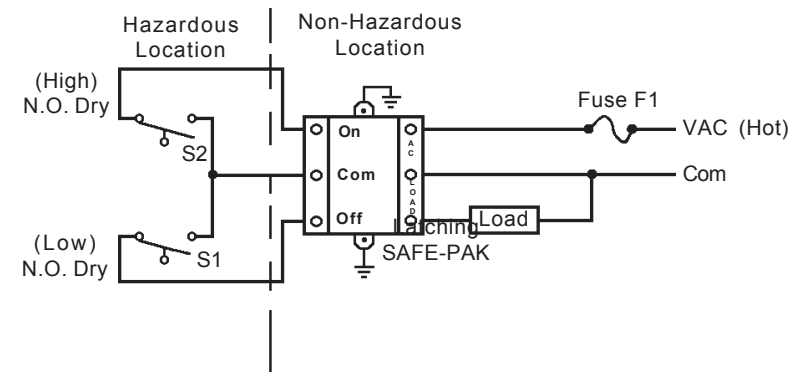 Hazardous
Location
Non-Hazardous
Location
(High)
N.O. Dry
S2
(Low)
N.O. Dry
S1
On
Com
Off
AC
LOAD
Latching
SAFE-PAK
Load
Fuse F1
VAC (Hot)
Com